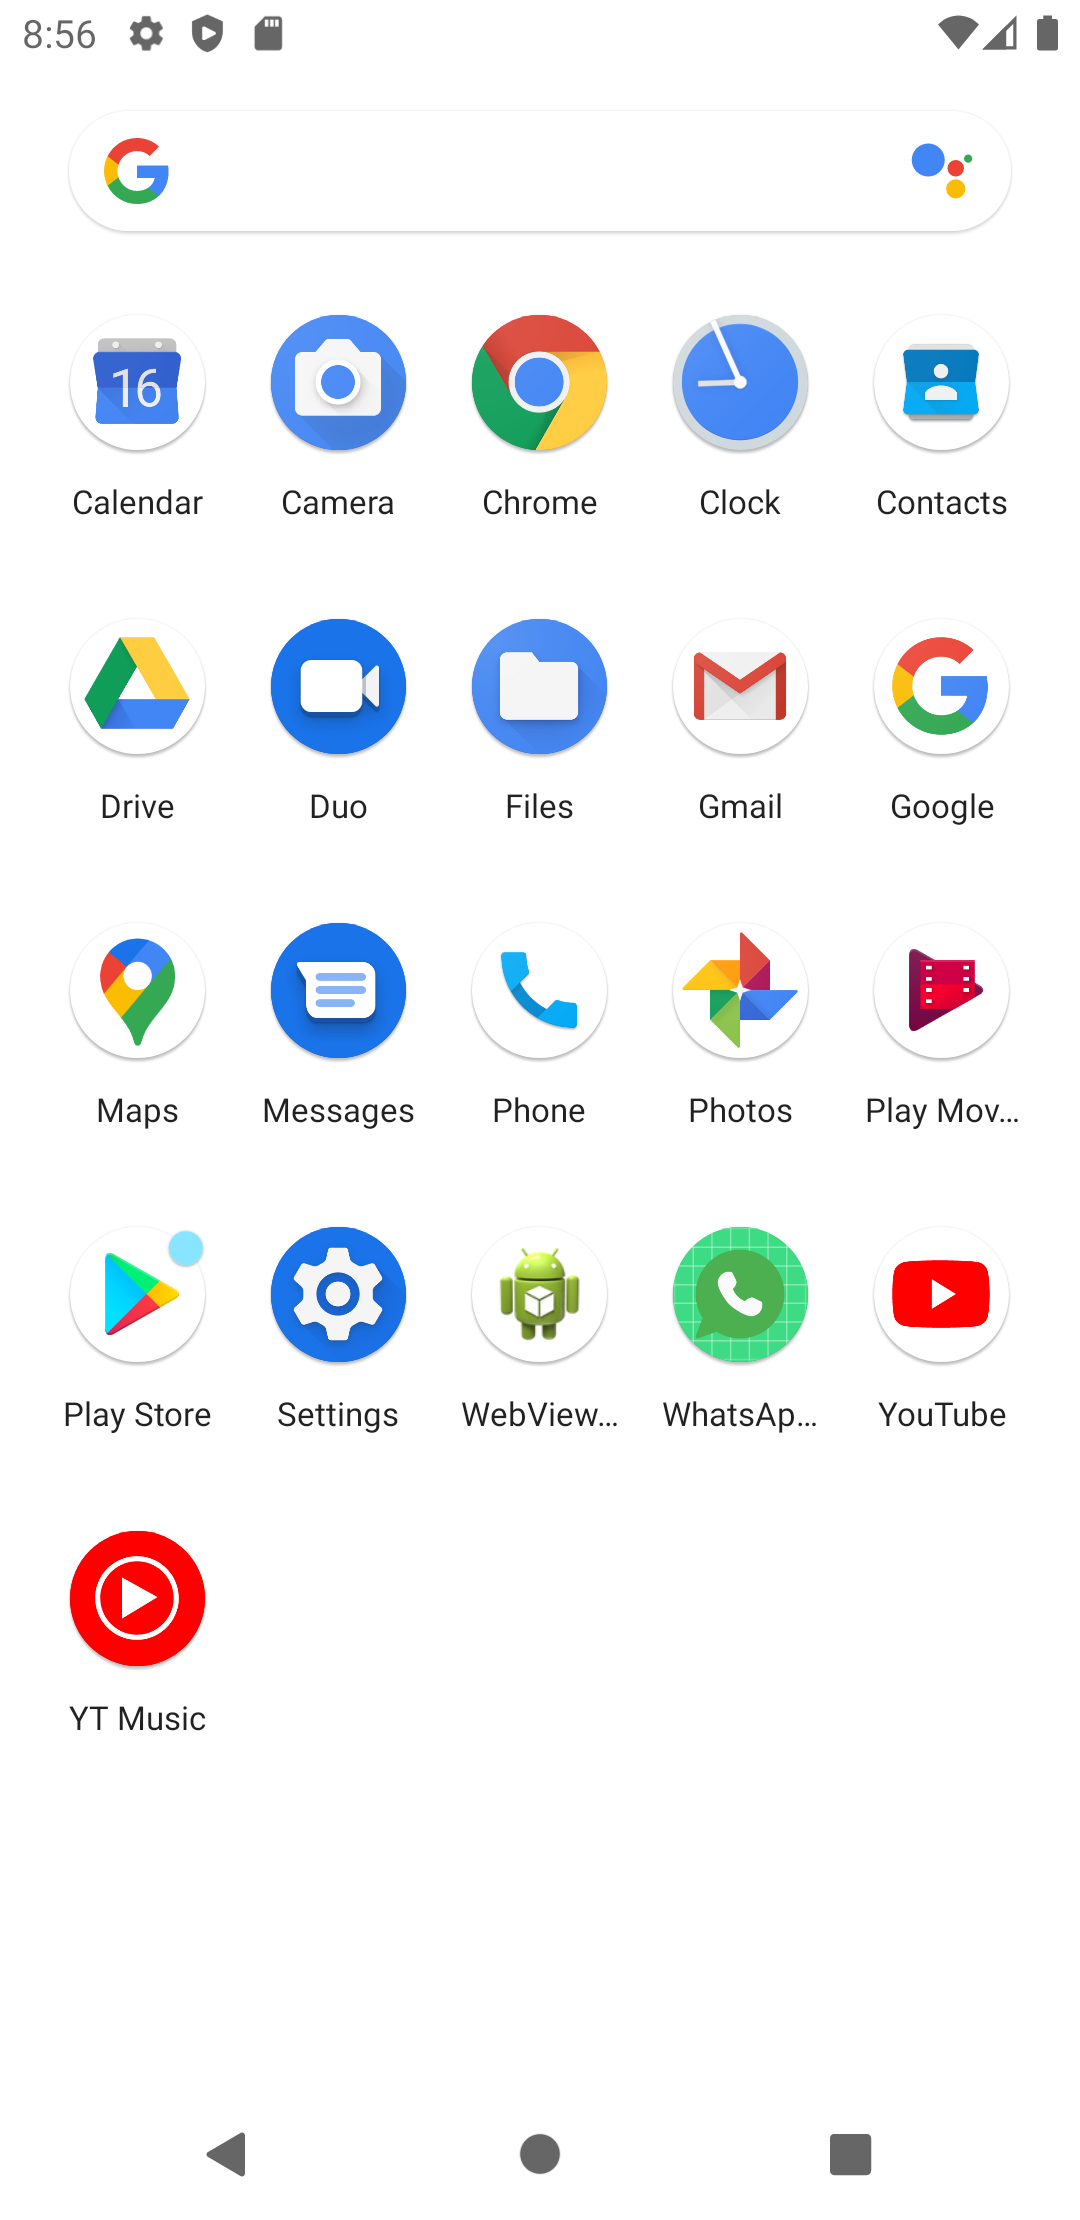 8:56
16
Calendar Camera Chrome Clock Contacts
Drive Duo Files Gmail Google
Maps Messages Phone Photos Play Mov...
Play Store Settings WebView... WhatsAp... YouTube
YT Music